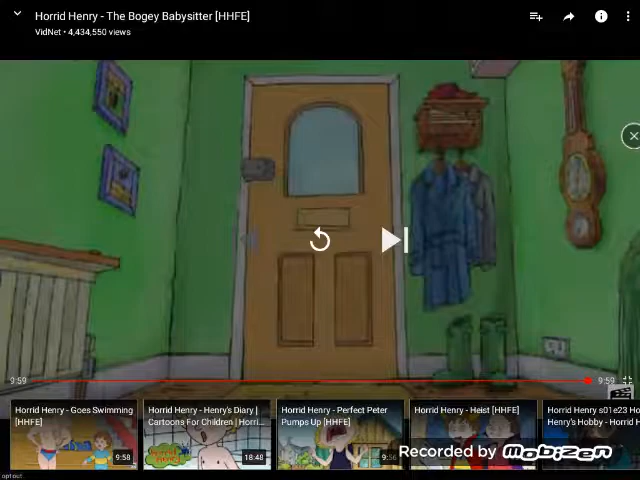 Horrid Henry - The Bogey Babysitter [HHFE]
VidNet • 4,434,550 views
9:59
9:59
Horrid Henry - Goes Swimming
[HHFE]
9:58
Horrid Henry - Henry's Diary |
Cartoons For Children | Horri...
18:48
Horrid Henry - Perfect Peter
Pumps Up [HHFE]
Horrid Henry - Heist [HHFE]
Horrid Henry s01e23 Ho
Henry's Hobby - Horrid H
Recorded by Mobizen
opt out